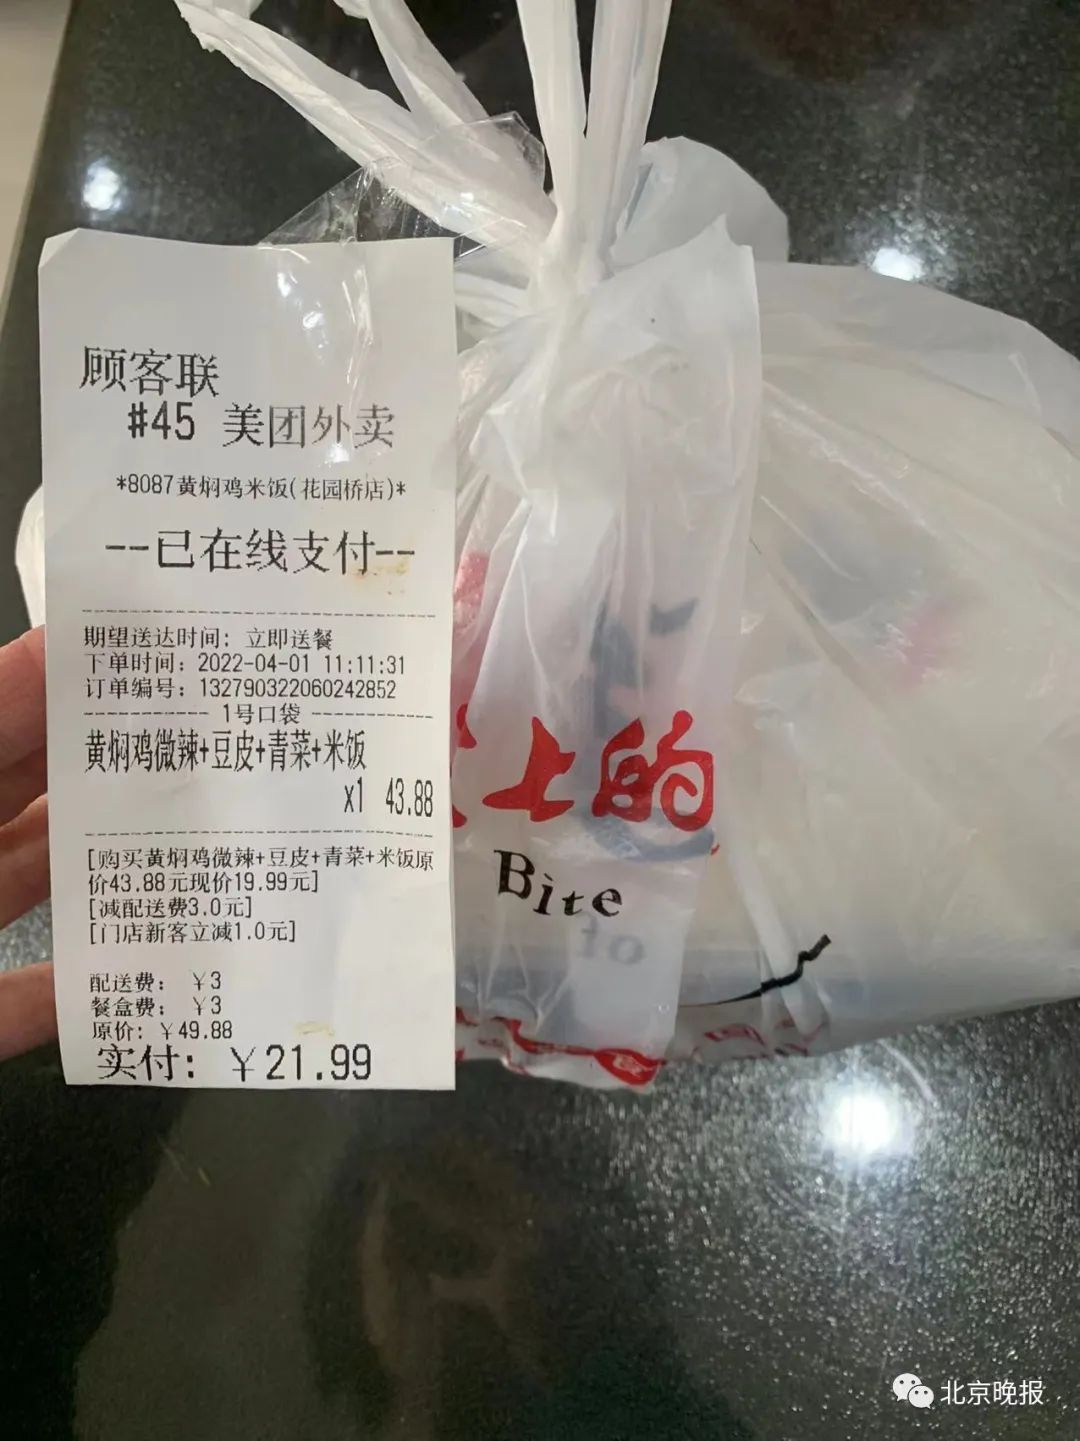 顾客联
#45 美团外卖
*8087黄焖鸡米饭(花园桥店)*
--已在线支付--
期望送达时间: 立即送餐
下单时间: 2022-04-01 11:11:31
订单编号: 132790322060242852
1号口袋
黄焖鸡微辣+豆皮+青菜+米饭
x1 43.88
[购买黄焖鸡微辣+豆皮+青菜+米饭原
价43.88元现价19.99元]
[减配送费3.0元]
[门店新客立减1.0元]
配送费: ￥3
餐盒费: ￥3
原价: ￥49.88
实付: ￥21.99
上的
Bite
to
北京晚报